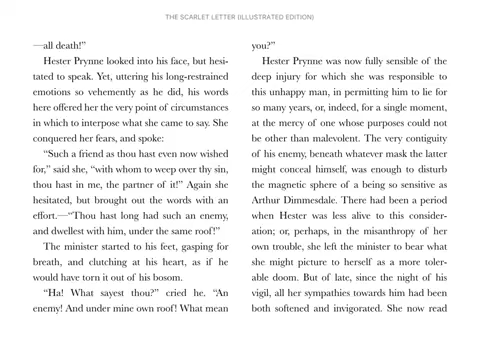 THE SCARLET LETTER (ILLUSTRATED EDITION)
—all death!”
Hester Prynne looked into his face, but hesi-
tated to speak. Yet, uttering his long-restrained
emotions so vehemently as he did, his words
here offered her the very point of circumstances
in which to interpose what she came to say. She
conquered her fears, and spoke:
“Such a friend as thou hast even now wished
for,” said she, “with whom to weep over thy sin,
thou hast in me, the partner of it!” Again she
hesitated, but brought out the words with an
effort.—“Thou hast long had such an enemy,
and dwellest with him, under the same roof!”
The minister started to his feet, gasping for
breath, and clutching at his heart, as if he
would have torn it out of his bosom.
“Ha! What sayest thou?” cried he. “An
enemy! And under mine own roof! What mean
you?”
Hester Prynne was now fully sensible of the
deep injury for which she was responsible to
this unhappy man, in permitting him to lie for
so many years, or, indeed, for a single moment,
at the mercy of one whose purposes could not
be other than malevolent. The very contiguity
of his enemy, beneath whatever mask the latter
might conceal himself, was enough to disturb
the magnetic sphere of a being so sensitive as
Arthur Dimmesdale. There had been a period
when Hester was less alive to this consider-
ation; or, perhaps, in the misanthropy of her
own trouble, she left the minister to bear what
she might picture to herself as a more toler-
able doom. But of late, since the night of his
vigil, all her sympathies towards him had been
both softened and invigorated. She now read